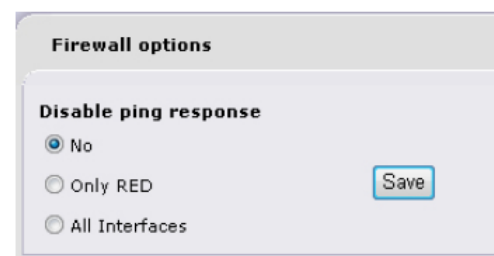 Firewall options
Disable ping response
No
Only RED
Save
All Interfaces